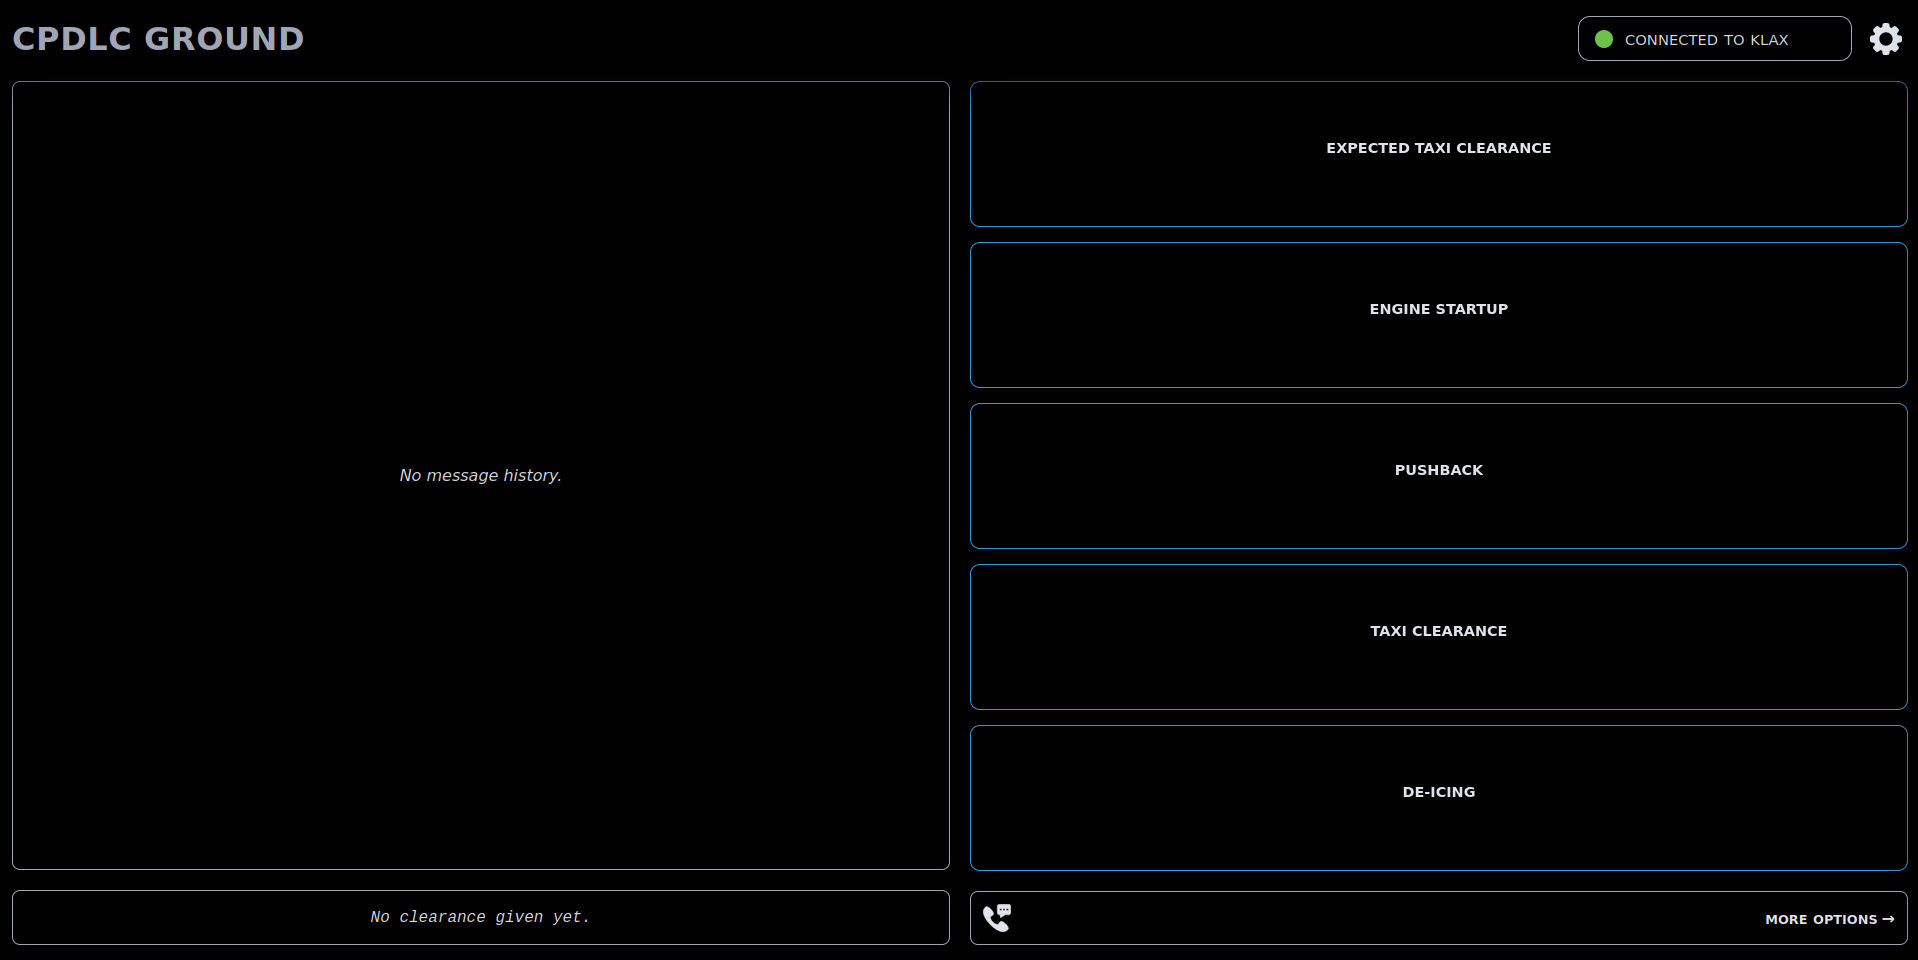 CPDLC GROUND
CONNECTED TO KLAX
No message history.
EXPECTED TAXI CLEARANCE
ENGINE STARTUP
PUSHBACK
TAXI CLEARANCE
DE-ICING
No clearance given yet.
MORE OPTIONS →